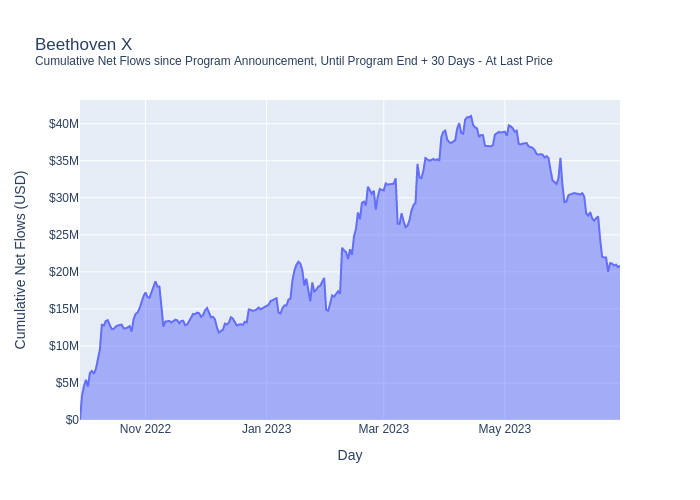 Beethoven X
Cumulative Net Flows since Program Announcement, Until Program End + 30 Days - At Last Price
Cumulative Net Flows (USD)
$40M
$35M
$30M
$25M
$20M
$15M
$10M
$5M
$0
Nov 2022
Jan 2023
Mar 2023
May 2023
Day